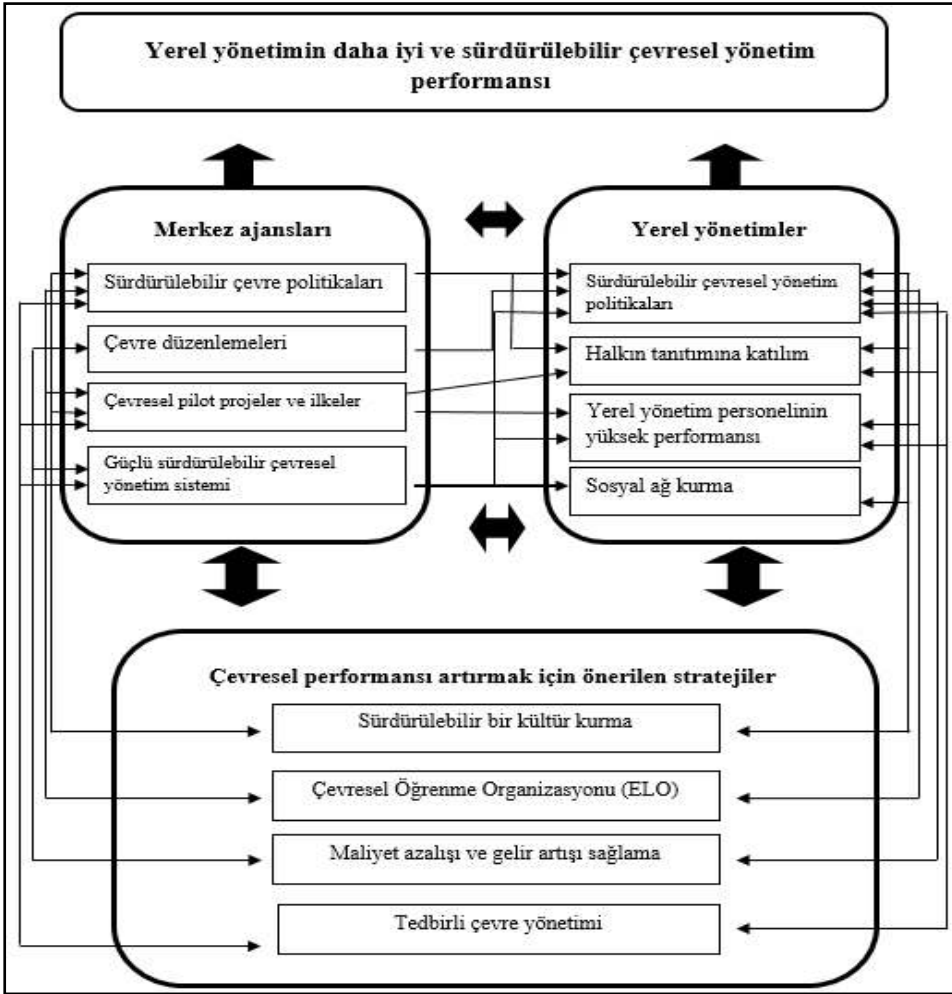 Yerel yönetimin daha iyi ve sürdürülebilir çevresel yönetim
performansı
Merkez ajansları
Sürdürülebilir çevre politikaları
Çevre düzenlemeleri
Çevresel pilot projeler ve ilkeler
Güçlü sürdürülebilir çevresel
yönetim sistemi
Yerel yönetimler
Sürdürülebilir çevresel yönetim
politikaları
Halkın tanıtımına katılım
Yerel yönetim personelinin
yüksek performansı
Sosyal ağ kurma
Çevresel performansı artırmak için önerilen stratejiler
Sürdürülebilir bir kültür kurma
Çevresel Öğrenme Organizasyonu (ELO)
Maliyet azalışı ve gelir artışı sağlama
Tedbirli çevre yönetimi